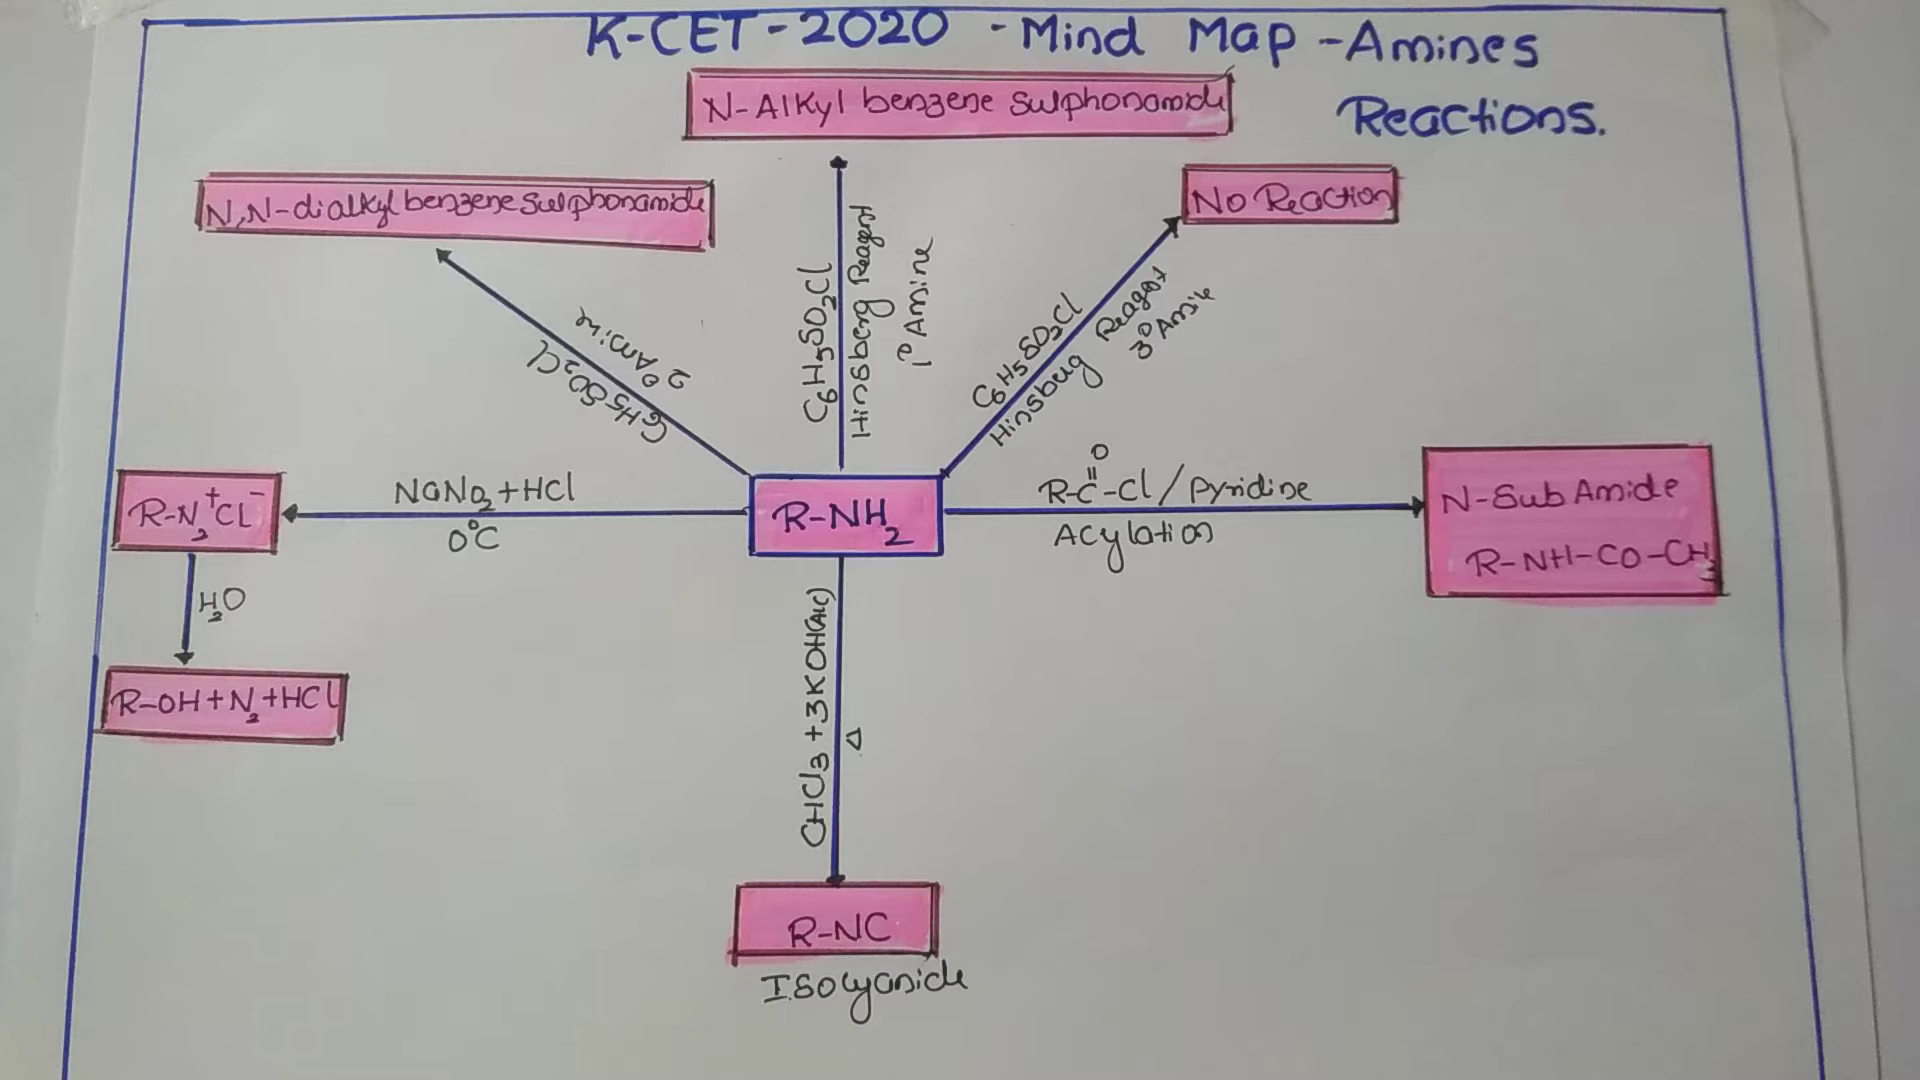 K-CET-2020 - Mind Map - Amines
Reactions.
N-Alkyl benzene sulphonamide
N,N-dialkyl benzene sulphonamide
No Reaction
C6H5SO2Cl
2° Amine
C6H5SO2Cl
Hinsberg Reagent
1° Amine
C6H5SO2Cl
Hinsberg Reagent
3° Amine
R-N2+Cl-
NaNO2+HCl
0°C
R-NH2
O
R-C-Cl / Pyridine
Acylation
N-Sub Amide
R-NH-CO-CH3
H2O
R-OH+N2+HCl
CHCl3 + 3KOH(Alc)
Δ
R-NC
Isocyanide